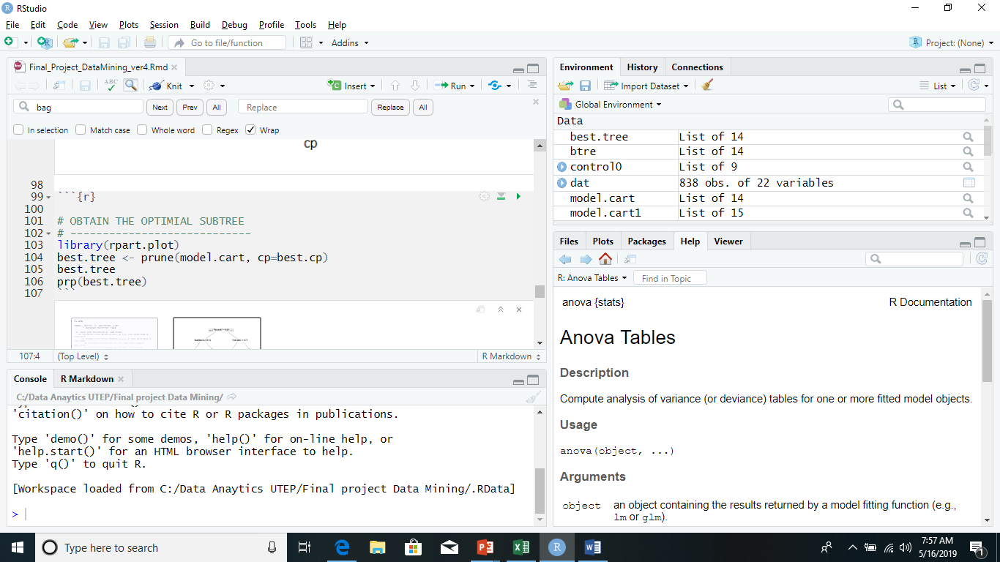 RStudio
File Edit Code View Plots Session Build Debug Profile Tools Help
Go to file/function Addins Project: (None)
Final_Project_DataMining_ver4.Rmd
ABC Knit Insert Run
bag Next Prev All Replace Replace All
In selection Match case Whole word Regex Wrap
cp
98
99 ```{r}
100
101 # OBTAIN THE OPTIMIAL SUBTREE
102 # ----------------------------
103 library(rpart.plot)
104 best.tree <- prune(model.cart, cp=best.cp)
105 best.tree
106 prp(best.tree)
107 ```
107:4 (Top Level) R Markdown
Console R Markdown
C:/Data Anaytics UTEP/Final project Data Mining/
'citation()' on how to cite R or R packages in publications.
Type 'demo()' for some demos, 'help()' for on-line help, or
'help.start()' for an HTML browser interface to help.
Type 'q()' to quit R.
[Workspace loaded from C:/Data Anaytics UTEP/Final project Data Mining/.RData]
>
Environment History Connections
Import Dataset List
Global Environment
Data
best.tree List of 14
btre List of 14
control0 List of 9
dat 838 obs. of 22 variables
model.cart List of 14
model.cart1 List of 15
Files Plots Packages Help Viewer
R: Anova Tables Find in Topic
anova {stats} R Documentation
Anova Tables
Description
Compute analysis of variance (or deviance) tables for one or more fitted model objects.
Usage
anova(object, ...)
Arguments
object an object containing the results returned by a model fitting function (e.g.,
lm or glm).
Type here to search
7:57 AM
5/16/2019
1